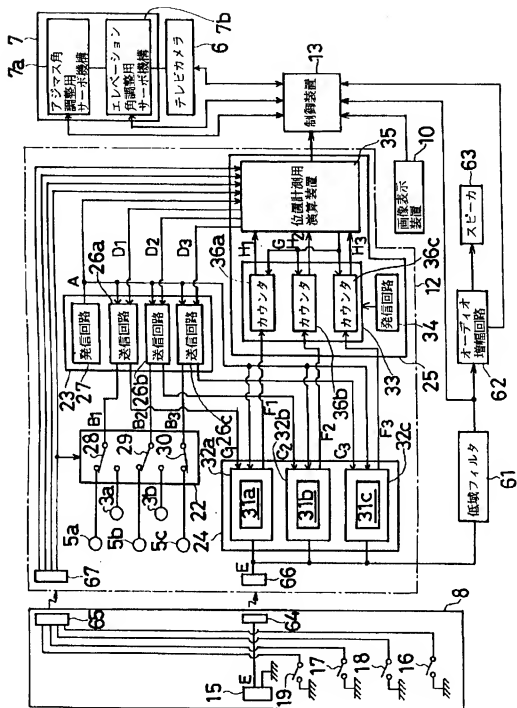 7
7a
アジマス角
調整用
サーボ機構
7b
エレベーション
角調整用
サーボ機構
テレビカメラ
6
13
制御装置
35
位置計測用
演算装置
10
画像表示
装置
63
スピーカ
62
オーディオ
増幅回路
61
低域フィルタ
12
25
23
27
発信回路
送信回路
送信回路
送信回路
26a
26b
26c
A
D1
D2
D3
B1
B2
B3
28
29
30
22
5a
3a
5b
3b
5c
36a
36b
36c
カウンタ
カウンタ
カウンタ
H1
G
H2
H3
発信回路
34
33
F1
F2
F3
C2
C3
32a
32b
32c
31a
31b
31c
24
E
66
67
65
64
8
E
15
19
17
18
16